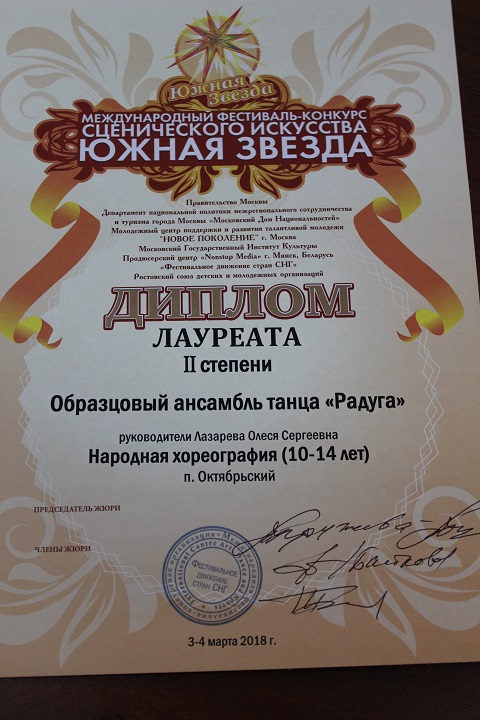 Южная
Звезда
МЕЖДУНАРОДНЫЙ ФЕСТИВАЛЬ-КОНКУРС
СЦЕНИЧЕСКОГО ИСКУССТВА
ЮЖНАЯ ЗВЕЗДА
Правительство Москвы
Департамент национальной политики межрегионального сотрудничества
и туризма города Москвы «Московский Дом Национальностей»
Молодежный центр поддержки и развития талантливой молодежи
"НОВОЕ ПОКОЛЕНИЕ" г. Москва
Московский Государственный Институт Культуры
Продюсерский центр «Nonstop Media» г. Минск, Беларусь
«Фестивальное движение стран СНГ»
Ростовский союз детских и молодежных организаций
ДИПЛОМ
ЛАУРЕАТА
II степени
Образцовый ансамбль танца «Радуга»
руководители Лазарева Олеся Сергеевна
Народная хореография (10-14 лет)
п. Октябрьский
ПРЕДСЕДАТЕЛЬ ЖЮРИ
ЧЛЕНЫ ЖЮРИ
ФЕСТИВАЛЬНОЕ
ДВИЖЕНИЕ
СТРАН СНГ
3-4 марта 2018 г.